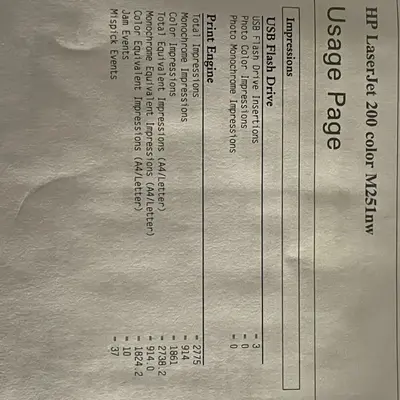 HP LaserJet 200 color M251nw
Usage Page
Impressions
USB Flash Drive
USB Flash Drive Insertions = 3
Photo Color Impressions = 0
Photo Monochrome Impressions = 0
Print Engine
Total Impressions = 2775
Monochrome Impressions = 914
Color Impressions = 1861
Total Equivalent Impressions (A4/Letter) = 2738.2
Monochrome Equivalent Impressions (A4/Letter) = 914.0
Color Equivalent Impressions (A4/Letter) = 1824.2
Jam Events = 10
Mispick Events = 37